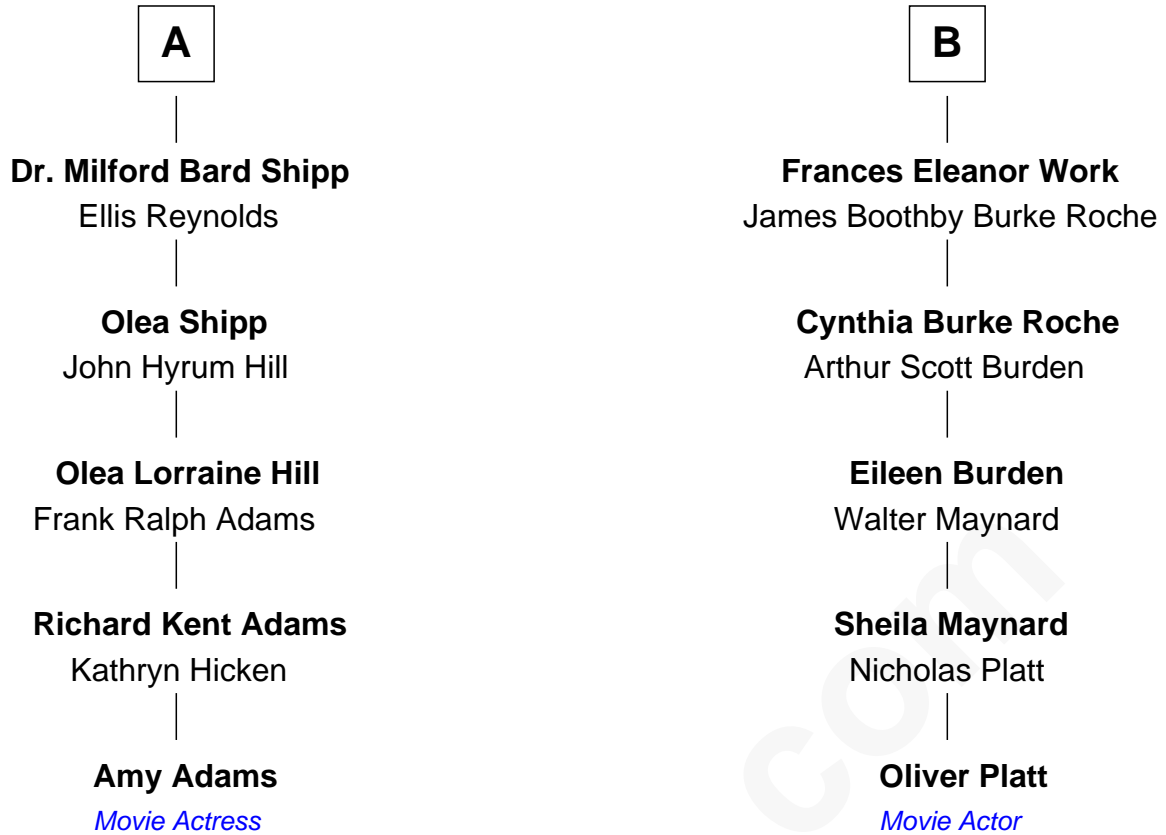 A
Dr. Milford Bard Shipp
Ellis Reynolds
Olea Shipp
John Hyrum Hill
Olea Lorraine Hill
Frank Ralph Adams
Richard Kent Adams
Kathryn Hicken
Amy Adams
Movie Actress
B
Frances Eleanor Work
James Boothby Burke Roche
Cynthia Burke Roche
Arthur Scott Burden
Eileen Burden
Walter Maynard
Sheila Maynard
Nicholas Platt
Oliver Platt
Movie Actor
com